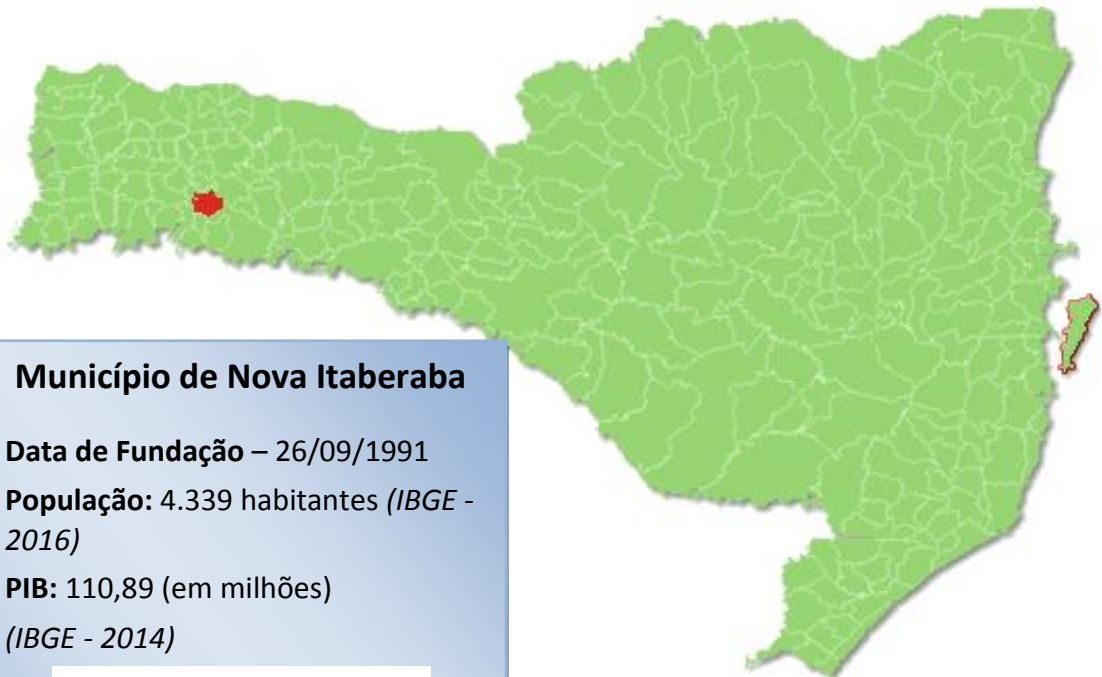 Município de Nova Itaberaba
Data de Fundação – 26/09/1991
População: 4.339 habitantes (IBGE -
2016)
PIB: 110,89 (em milhões)
(IBGE - 2014)